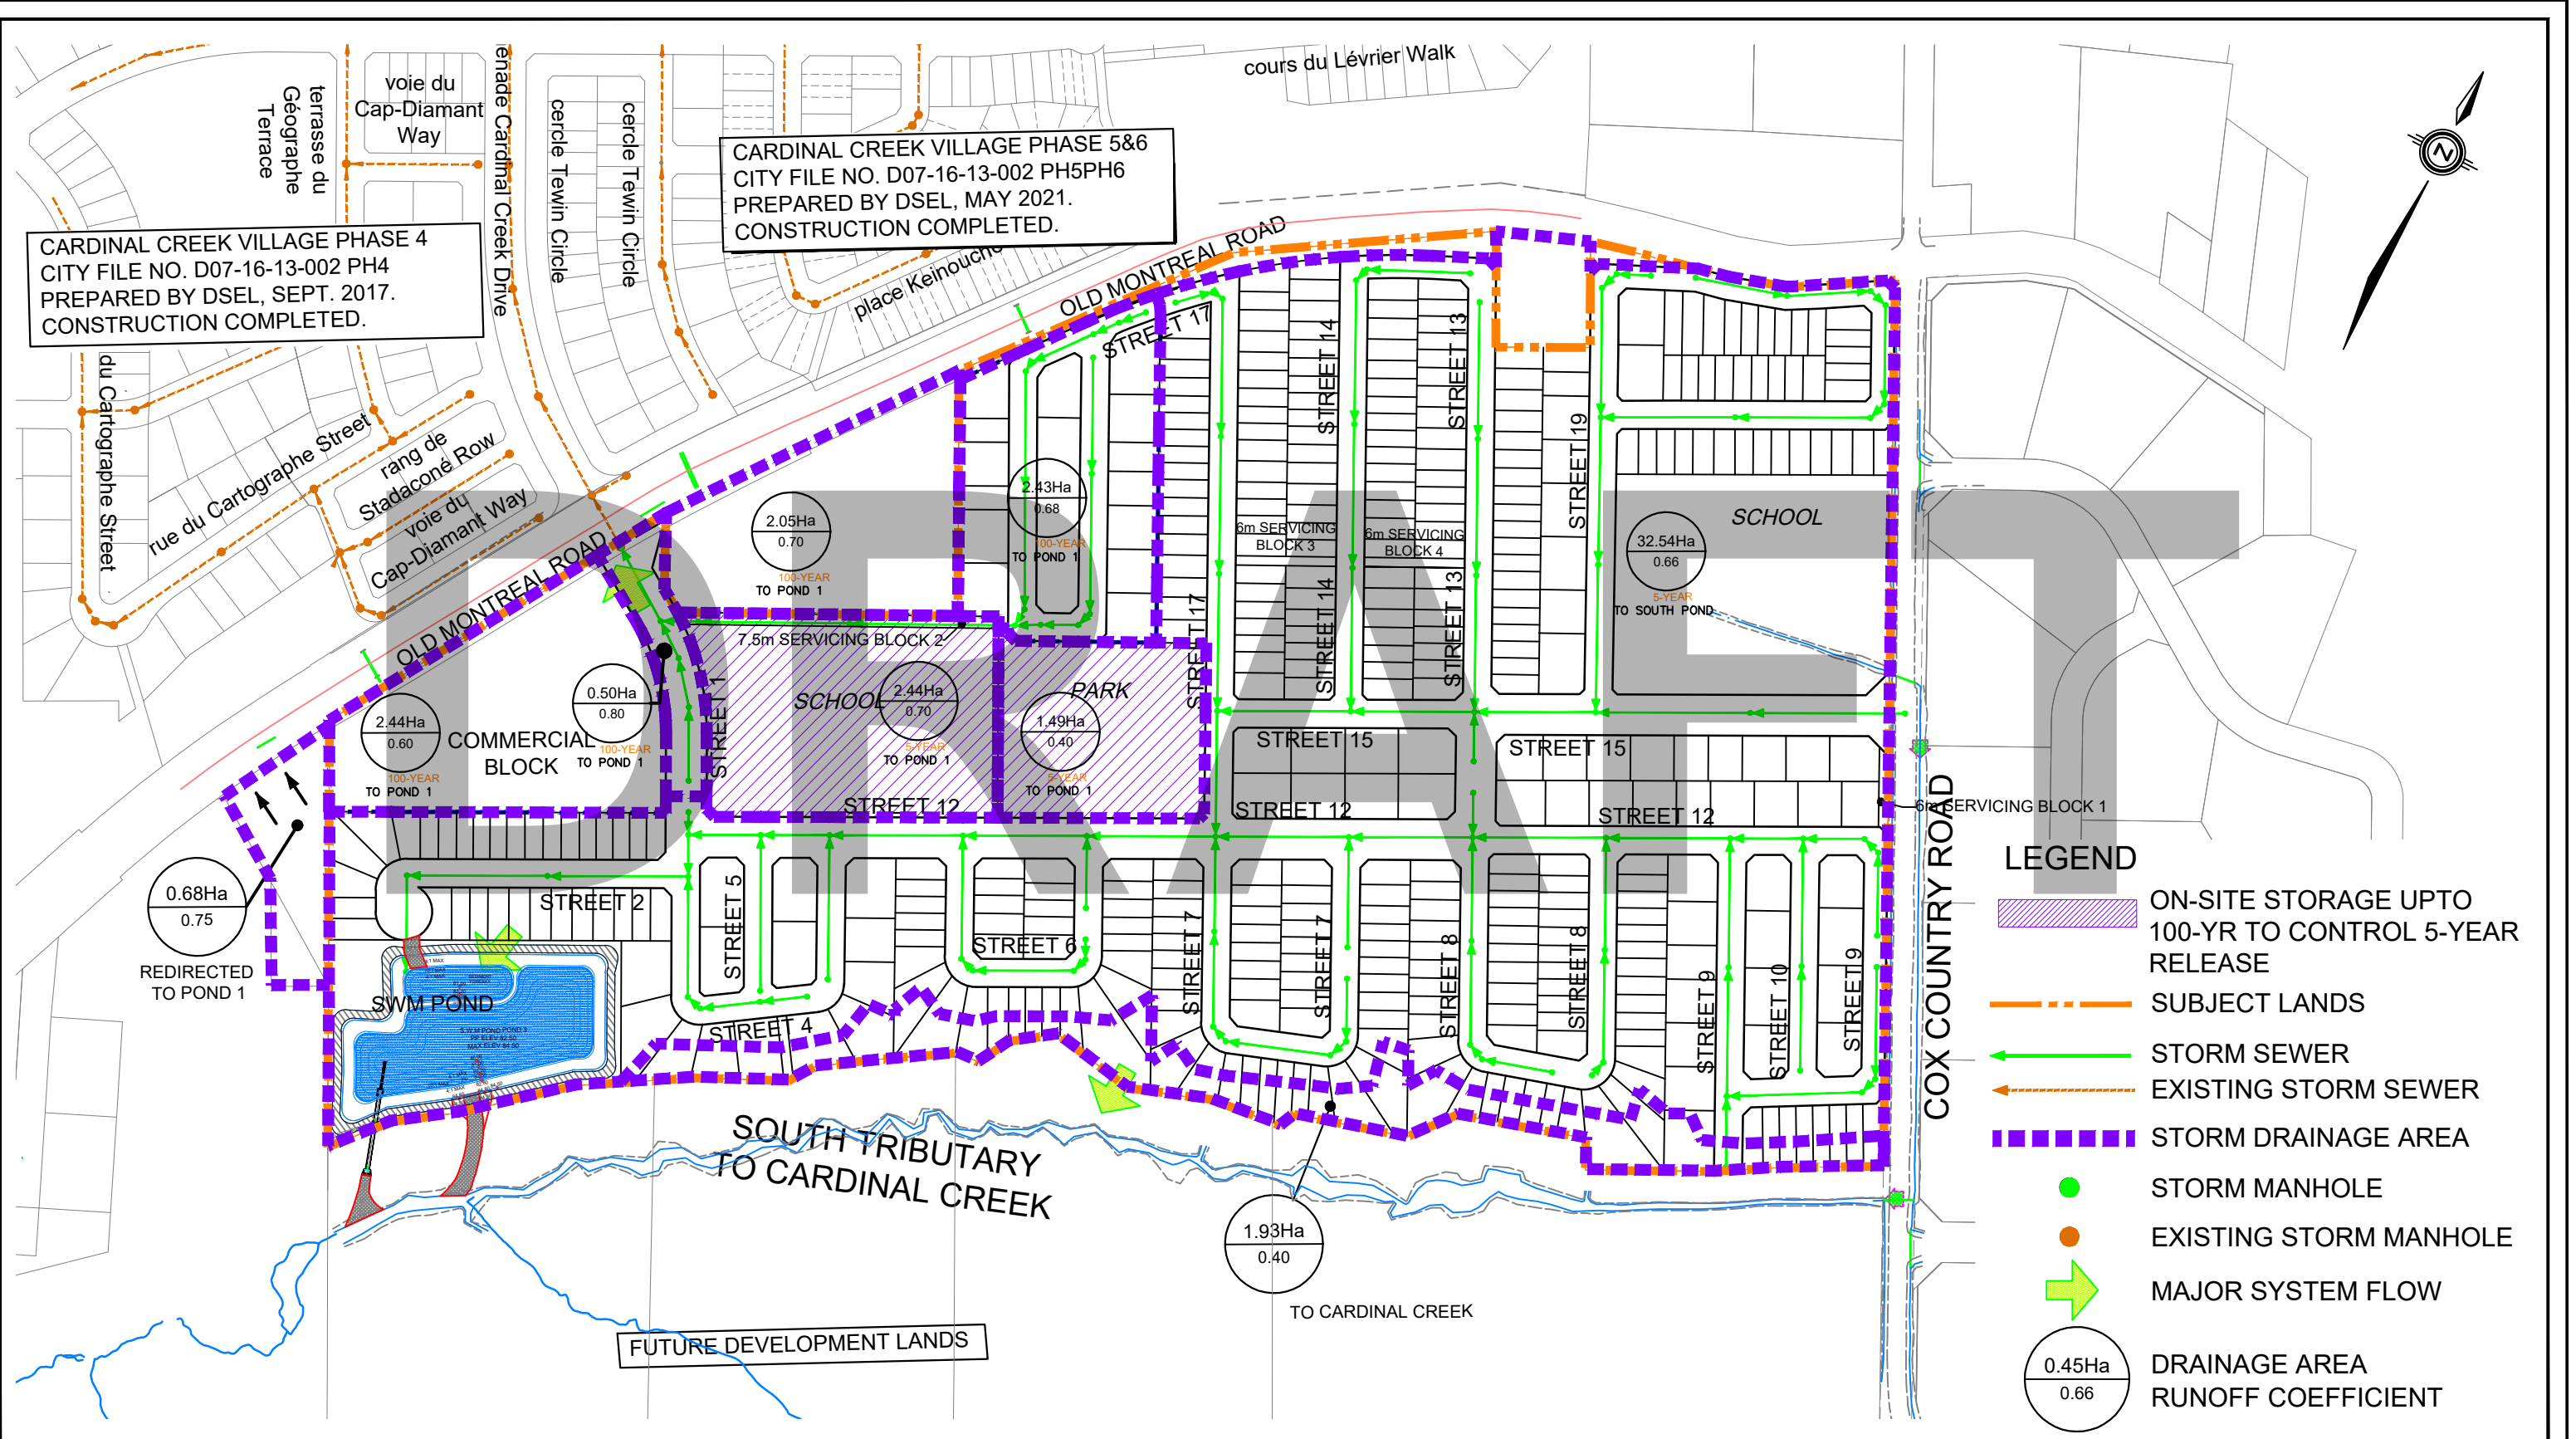 cours du Lévrier Walk
voie du
Cap-Diamant
Way
terrasse du
Géographe
Terrace
enade Cardinal Creek Drive
cercle Tewin Circle
cercle Tewin Circle
CARDINAL CREEK VILLAGE PHASE 5&6
CITY FILE NO. D07-16-13-002 PH5PH6
PREPARED BY DSEL, MAY 2021.
CONSTRUCTION COMPLETED.
CARDINAL CREEK VILLAGE PHASE 4
CITY FILE NO. D07-16-13-002 PH4
PREPARED BY DSEL, SEPT. 2017.
CONSTRUCTION COMPLETED.
N
place Keinouche
OLD MONTREAL ROAD
STREET 17
STREET 14
STREET 13
STREET 19
du Cartographe Street
rue du Cartographe Street
rang de
Stadaconé Row
voie du
Cap-Diamant Way
OLD MONTREAL ROAD
2.05Ha
0.70
100-YEAR
TO POND 1
2.43Ha
0.68
100-YEAR
TO POND 1
6m SERVICING
BLOCK 3
6m SERVICING
BLOCK 4
32.54Ha
0.66
5-YEAR
TO SOUTH POND
SCHOOL
DRAFT
7.5m SERVICING BLOCK 2
STREET 17
STREET 14
STREET 13
0.50Ha
0.80
100-YEAR
TO POND 1
STREET 1
SCHOOL
2.44Ha
0.70
5-YEAR
TO POND 1
PARK
1.49Ha
0.40
5-YEAR
TO POND 1
2.44Ha
0.60
100-YEAR
TO POND 1
COMMERCIAL
BLOCK
STREET 15
STREET 15
STREET 12
STREET 12
STREET 12
6m SERVICING BLOCK 1
COX COUNTRY ROAD
0.68Ha
0.75
REDIRECTED
TO POND 1
STREET 2
STREET 5
STREET 6
STREET 7
STREET 7
STREET 8
STREET 8
STREET 9
STREET 10
STREET 9
STREET 4
SWM POND
SOUTH TRIBUTARY
TO CARDINAL CREEK
1.93Ha
0.40
TO CARDINAL CREEK
FUTURE DEVELOPMENT LANDS
LEGEND
ON-SITE STORAGE UPTO
100-YR TO CONTROL 5-YEAR
RELEASE
SUBJECT LANDS
STORM SEWER
EXISTING STORM SEWER
STORM DRAINAGE AREA
STORM MANHOLE
EXISTING STORM MANHOLE
MAJOR SYSTEM FLOW
0.45Ha
0.66
DRAINAGE AREA
RUNOFF COEFFICIENT